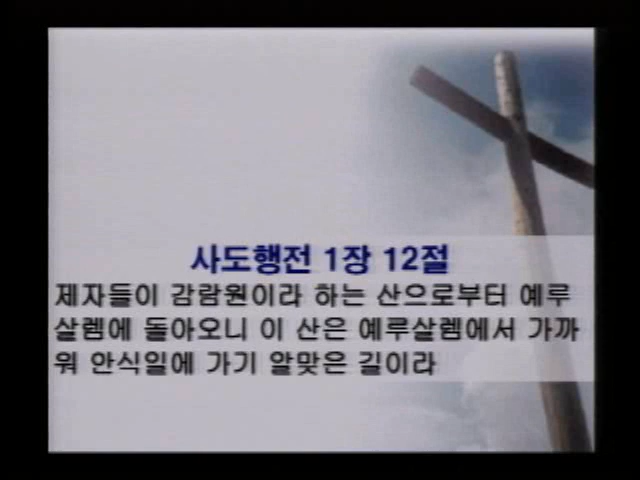 사도행전 1장 12절
제자들이 감람원이라 하는 산으로부터 예루
살렘에 돌아오니 이 산은 예루살렘에서 가까
워 안식일에 가기 알맞은 길이라